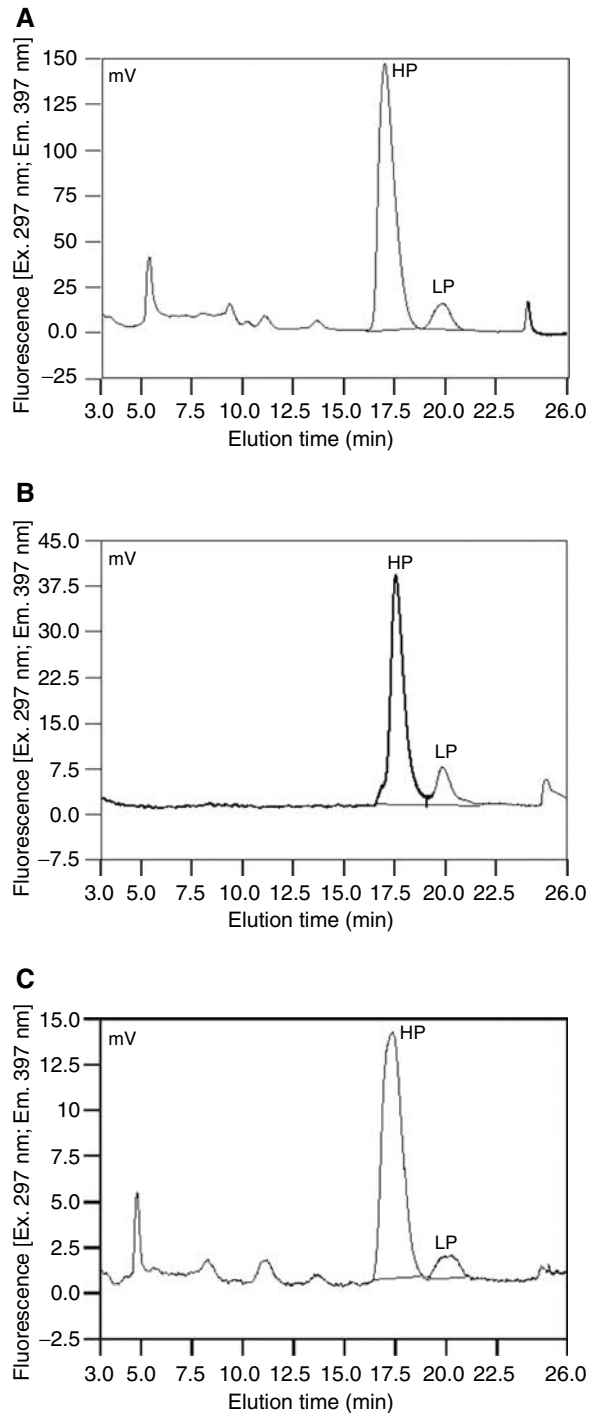 A
Fluorescence [Ex. 297 nm; Em. 397 nm]
mV
HP
LP
150
125
100
75
50
25
0.0
−25
3.0 5.0 7.5 10.0 12.5 15.0 17.5 20.0 22.5 26.0
Elution time (min)
B
Fluorescence [Ex. 297 nm; Em. 397 nm]
mV
HP
LP
45.0
37.5
30.0
22.5
15.0
7.5
0.0
−7.5
3.0 5.0 7.5 10.0 12.5 15.0 17.5 20.0 22.5 26.0
Elution time (min)
C
Fluorescence [Ex. 297 nm; Em. 397 nm]
mV
HP
LP
15.0
12.5
10
7.5
5.0
2.5
0.0
−2.5
3.0 5.0 7.5 10.0 12.5 15.0 17.5 20.0 22.5 26.0
Elution time (min)